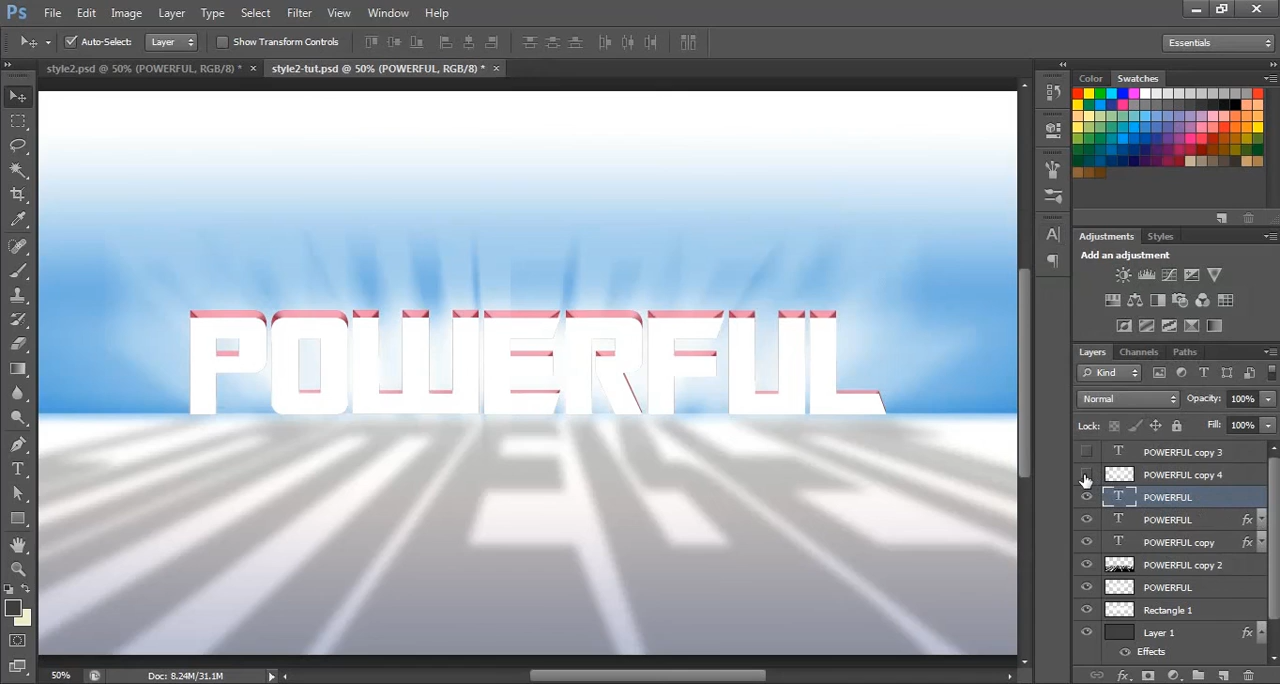 Ps File Edit Image Layer Type Select Filter View Window Help
Auto-Select: Layer Show Transform Controls Essentials
style2.psd @ 50% (POWERFUL, RGB/8) * × style2-tut.psd @ 50% (POWERFUL, RGB/8) * ×
Color Swatches
POWERFUL
Adjustments Styles
Add an adjustment
Layers Channels Paths
Kind
Normal Opacity: 100%
Lock: Fill: 100%
POWERFUL copy 3
POWERFUL copy 4
POWERFUL
POWERFUL fx
POWERFUL copy fx
POWERFUL copy 2
POWERFUL
Rectangle 1
Layer 1 fx
Effects
50% Doc: 8.24M/31.1M